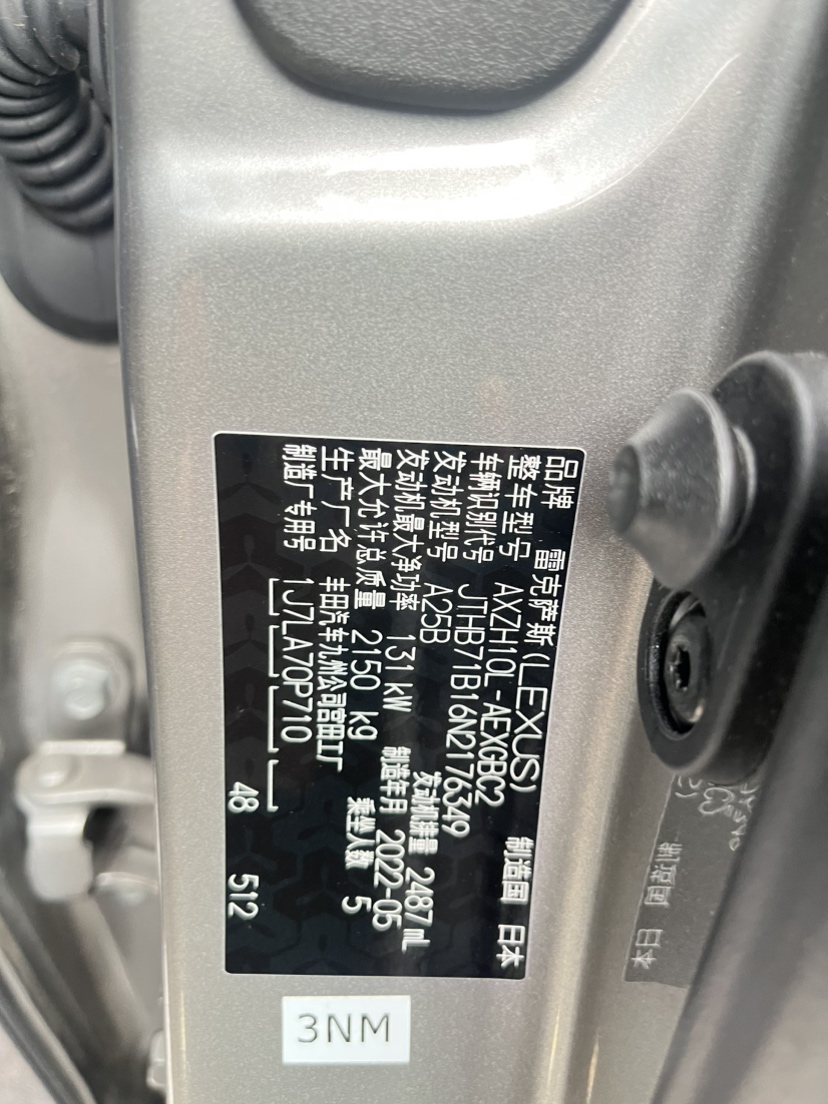 品牌 雷克萨斯(LEXUS) 制造国 日本
整车型号 AXZH10L-AEXGBC2
车辆识别代号 JTHB71B16N2176349
发动机型号 A25B 发动机排量 2487 mL
发动机最大净功率 131 kW 制造年月 2022-05
最大允许总质量 2150 kg 乘坐人数 5
生产厂名 丰田汽车九州公司宫田工厂
制造厂专用号 1J7LA70P710
48 512
3NM
制造国 日本